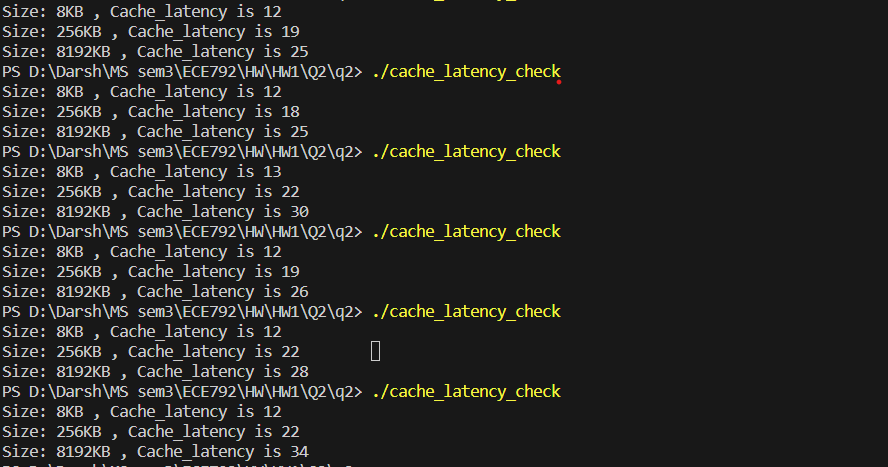 Size: 8KB , Cache_latency is 12
Size: 256KB , Cache_latency is 19
Size: 8192KB , Cache_latency is 25
PS D:\Darsh\MS sem3\ECE792\HW\HW1\Q2\q2> ./cache_latency_check
Size: 8KB , Cache_latency is 12
Size: 256KB , Cache_latency is 18
Size: 8192KB , Cache_latency is 25
PS D:\Darsh\MS sem3\ECE792\HW\HW1\Q2\q2> ./cache_latency_check
Size: 8KB , Cache_latency is 13
Size: 256KB , Cache_latency is 22
Size: 8192KB , Cache_latency is 30
PS D:\Darsh\MS sem3\ECE792\HW\HW1\Q2\q2> ./cache_latency_check
Size: 8KB , Cache_latency is 12
Size: 256KB , Cache_latency is 19
Size: 8192KB , Cache_latency is 26
PS D:\Darsh\MS sem3\ECE792\HW\HW1\Q2\q2> ./cache_latency_check
Size: 8KB , Cache_latency is 12
Size: 256KB , Cache_latency is 22
Size: 8192KB , Cache_latency is 28
PS D:\Darsh\MS sem3\ECE792\HW\HW1\Q2\q2> ./cache_latency_check
Size: 8KB , Cache_latency is 12
Size: 256KB , Cache_latency is 22
Size: 8192KB , Cache_latency is 34